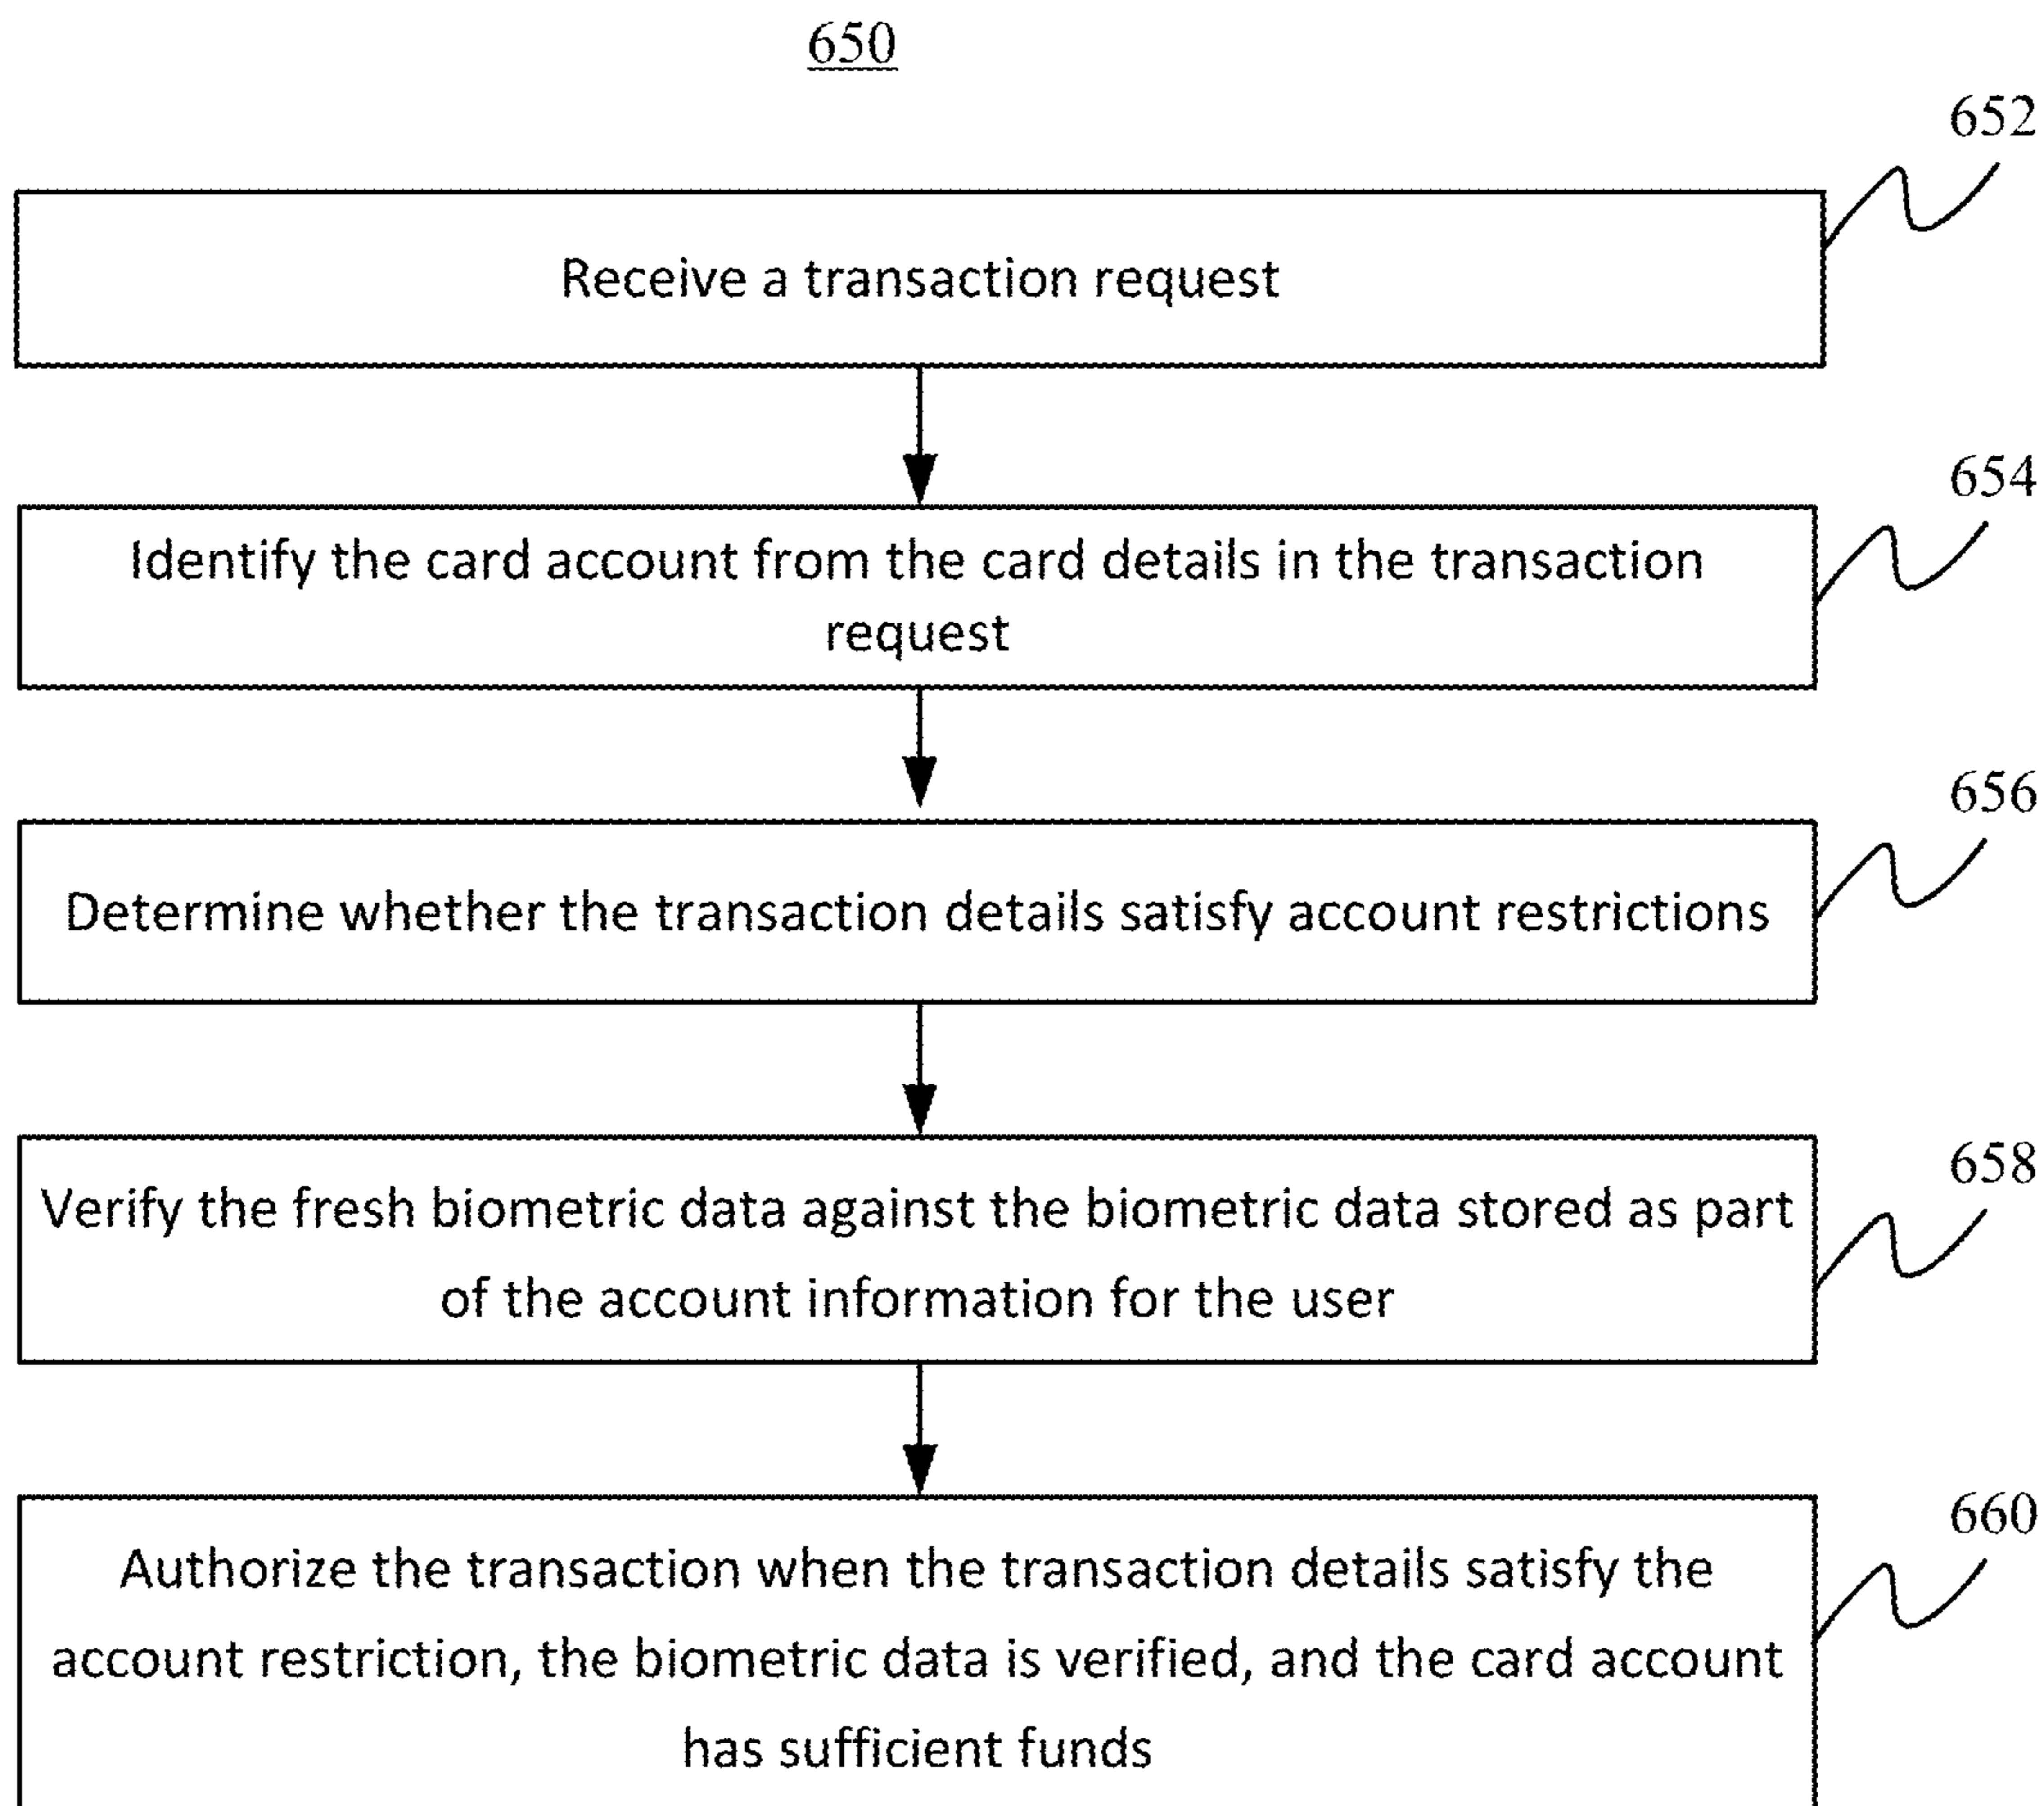 650
652
Receive a transaction request
654
Identify the card account from the card details in the transaction
request
656
Determine whether the transaction details satisfy account restrictions
658
Verify the fresh biometric data against the biometric data stored as part
of the account information for the user
660
Authorize the transaction when the transaction details satisfy the
account restriction, the biometric data is verified, and the card account
has sufficient funds